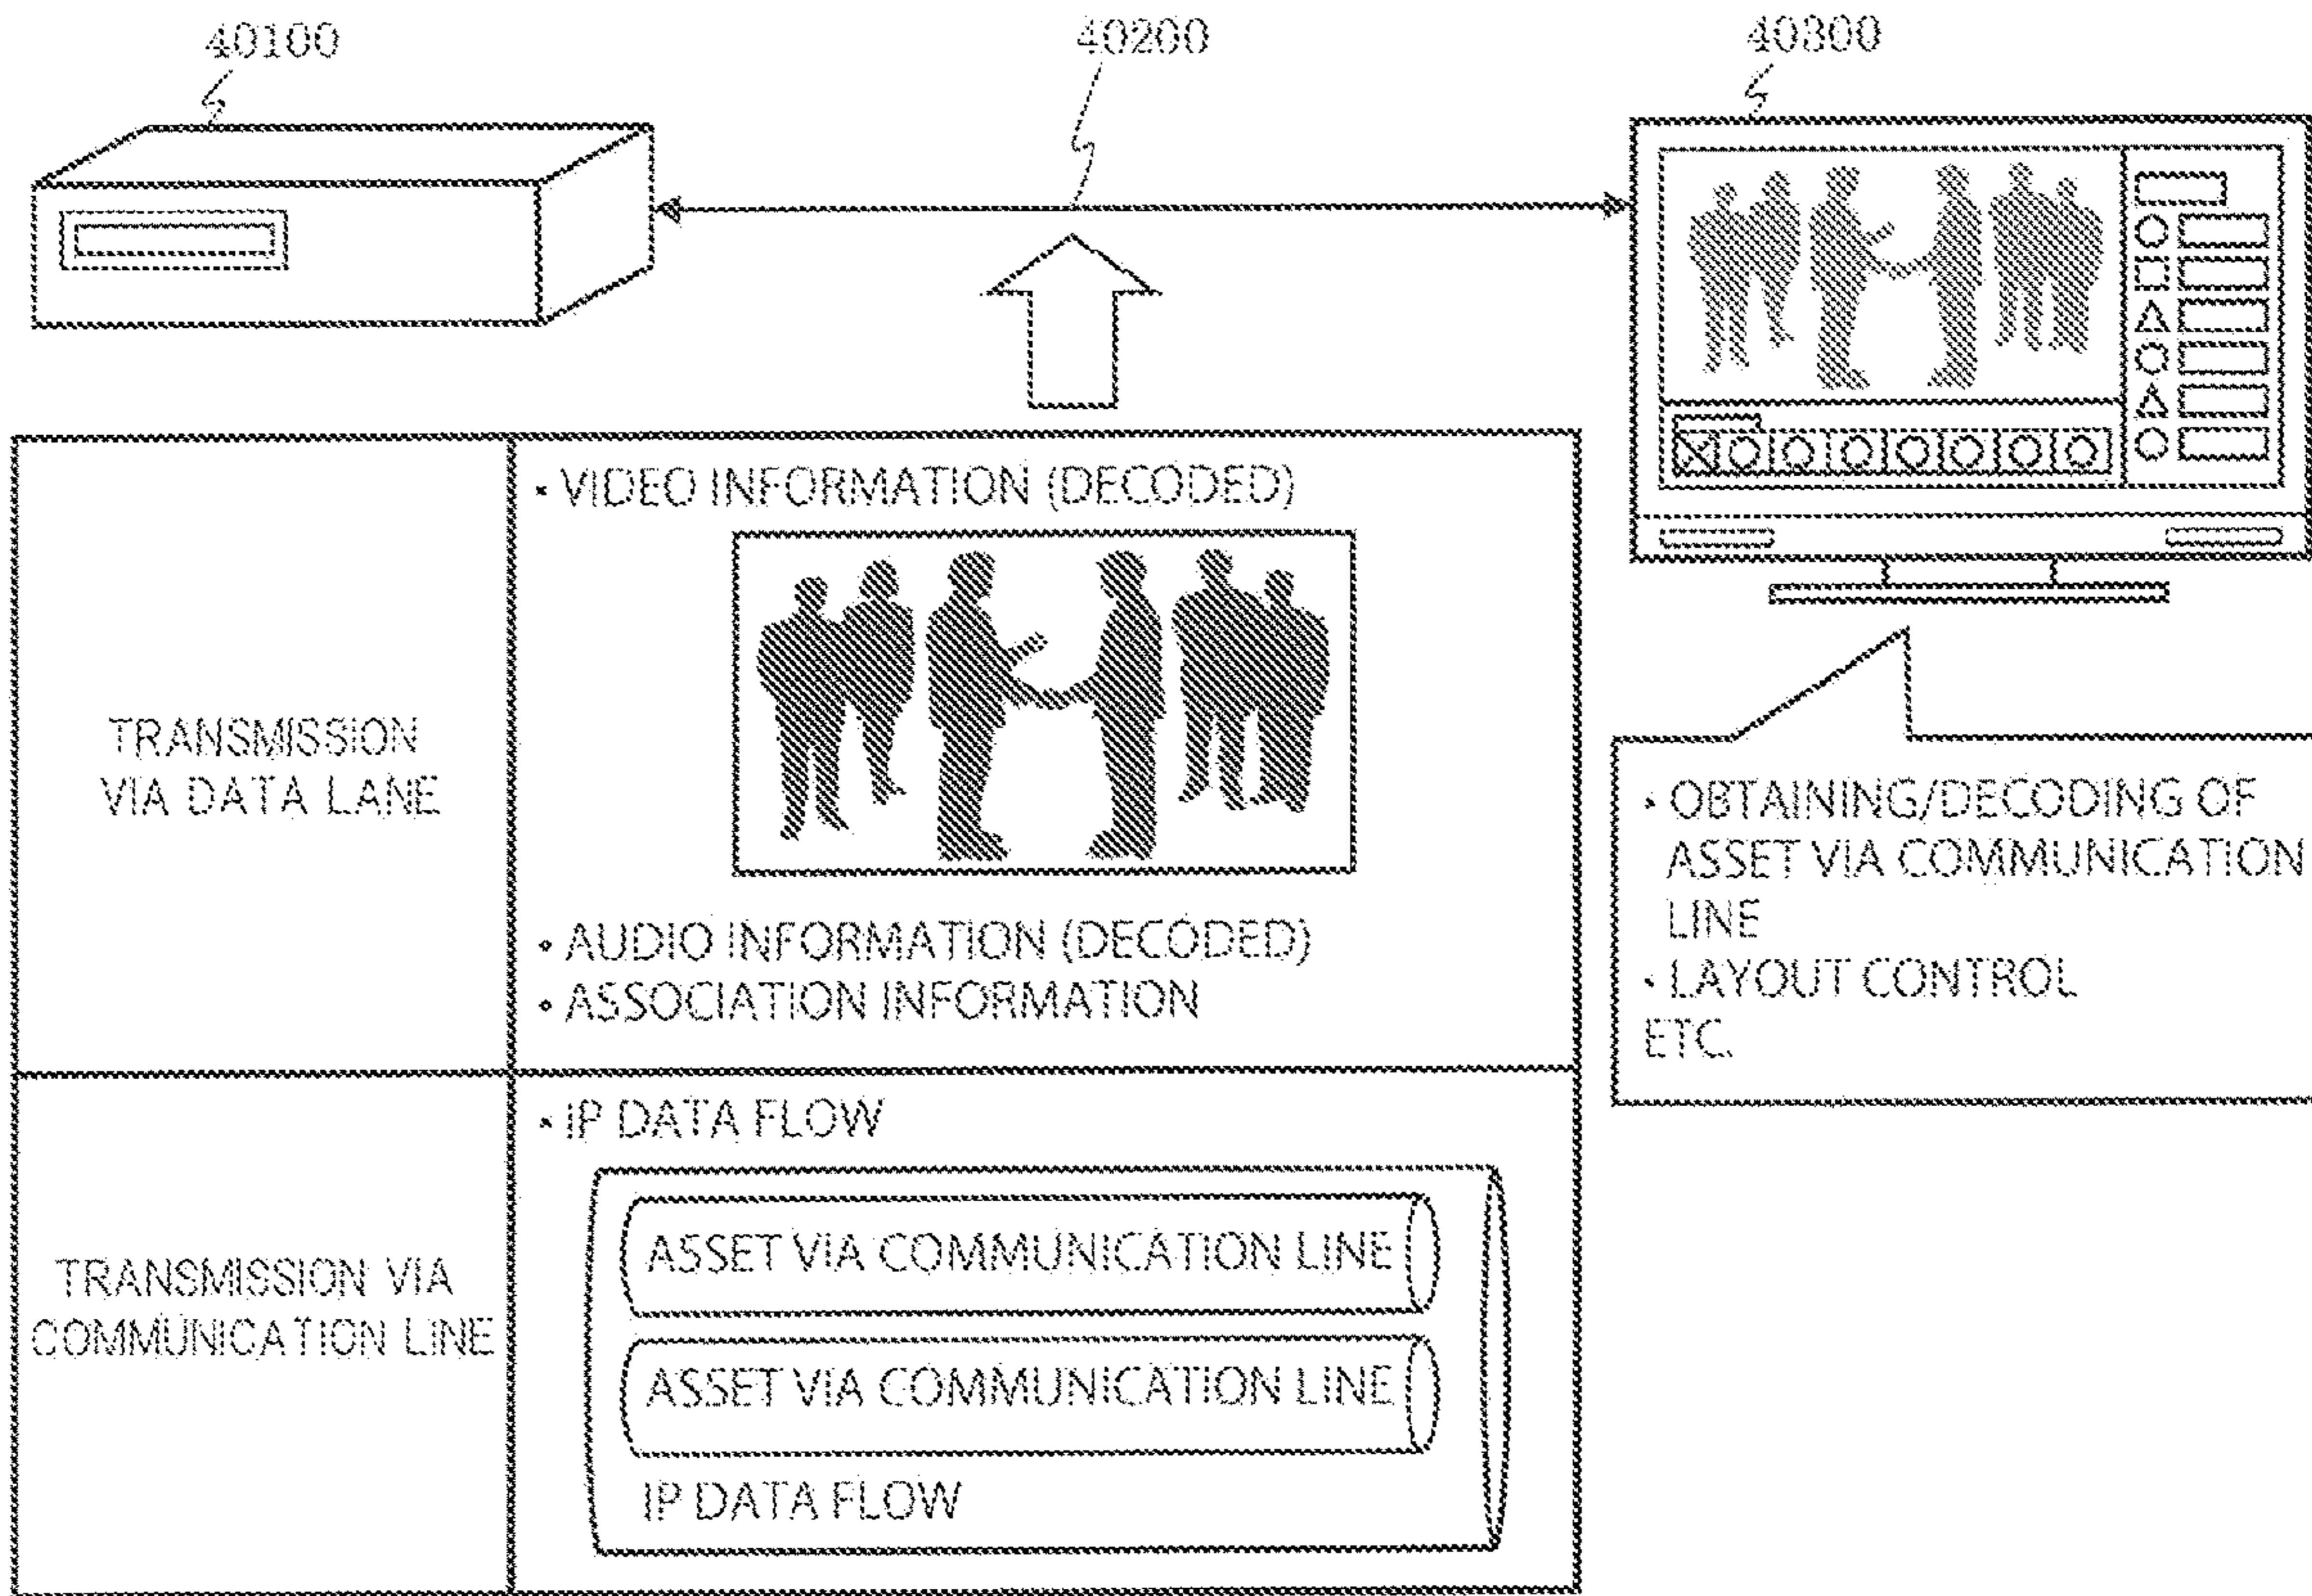 40100
40200
40300
TRANSMISSION
VIA DATA LANE
• VIDEO INFORMATION (DECODED)
• AUDIO INFORMATION (DECODED)
• ASSOCIATION INFORMATION
TRANSMISSION VIA
COMMUNICATION LINE
• IP DATA FLOW
ASSET VIA COMMUNICATION LINE
ASSET VIA COMMUNICATION LINE
IP DATA FLOW
• OBTAINING/DECODING OF
ASSET VIA COMMUNICATION
LINE
• LAYOUT CONTROL
ETC.